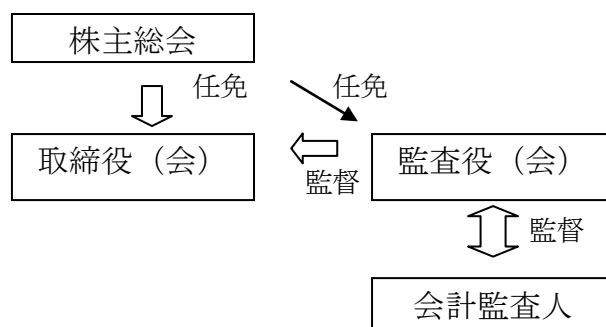 株主総会
任免
任免
取締役（会）
監督
監査役（会）
監督
会計監査人